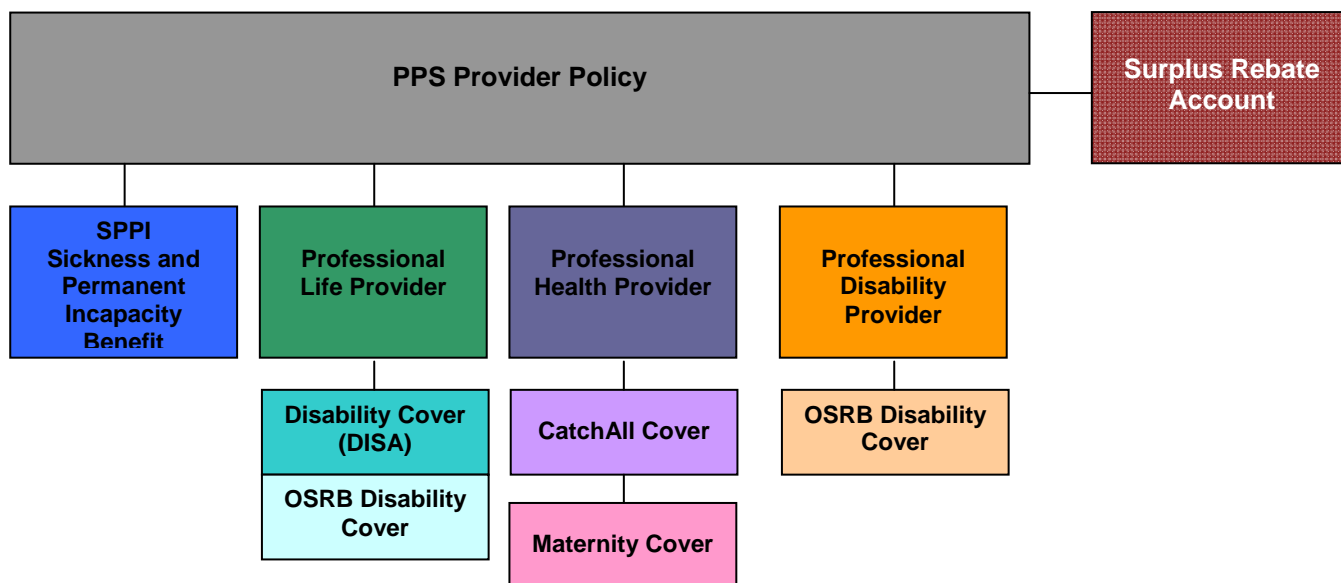 PPS Provider Policy
Surplus Rebate
Account
SPPI
Sickness and
Permanent
Incapacity
Benefit
Professional
Life Provider
Professional
Health Provider
Professional
Disability
Provider
Disability Cover
(DISA)
OSRB Disability
Cover
CatchAll Cover
Maternity Cover
OSRB Disability
Cover